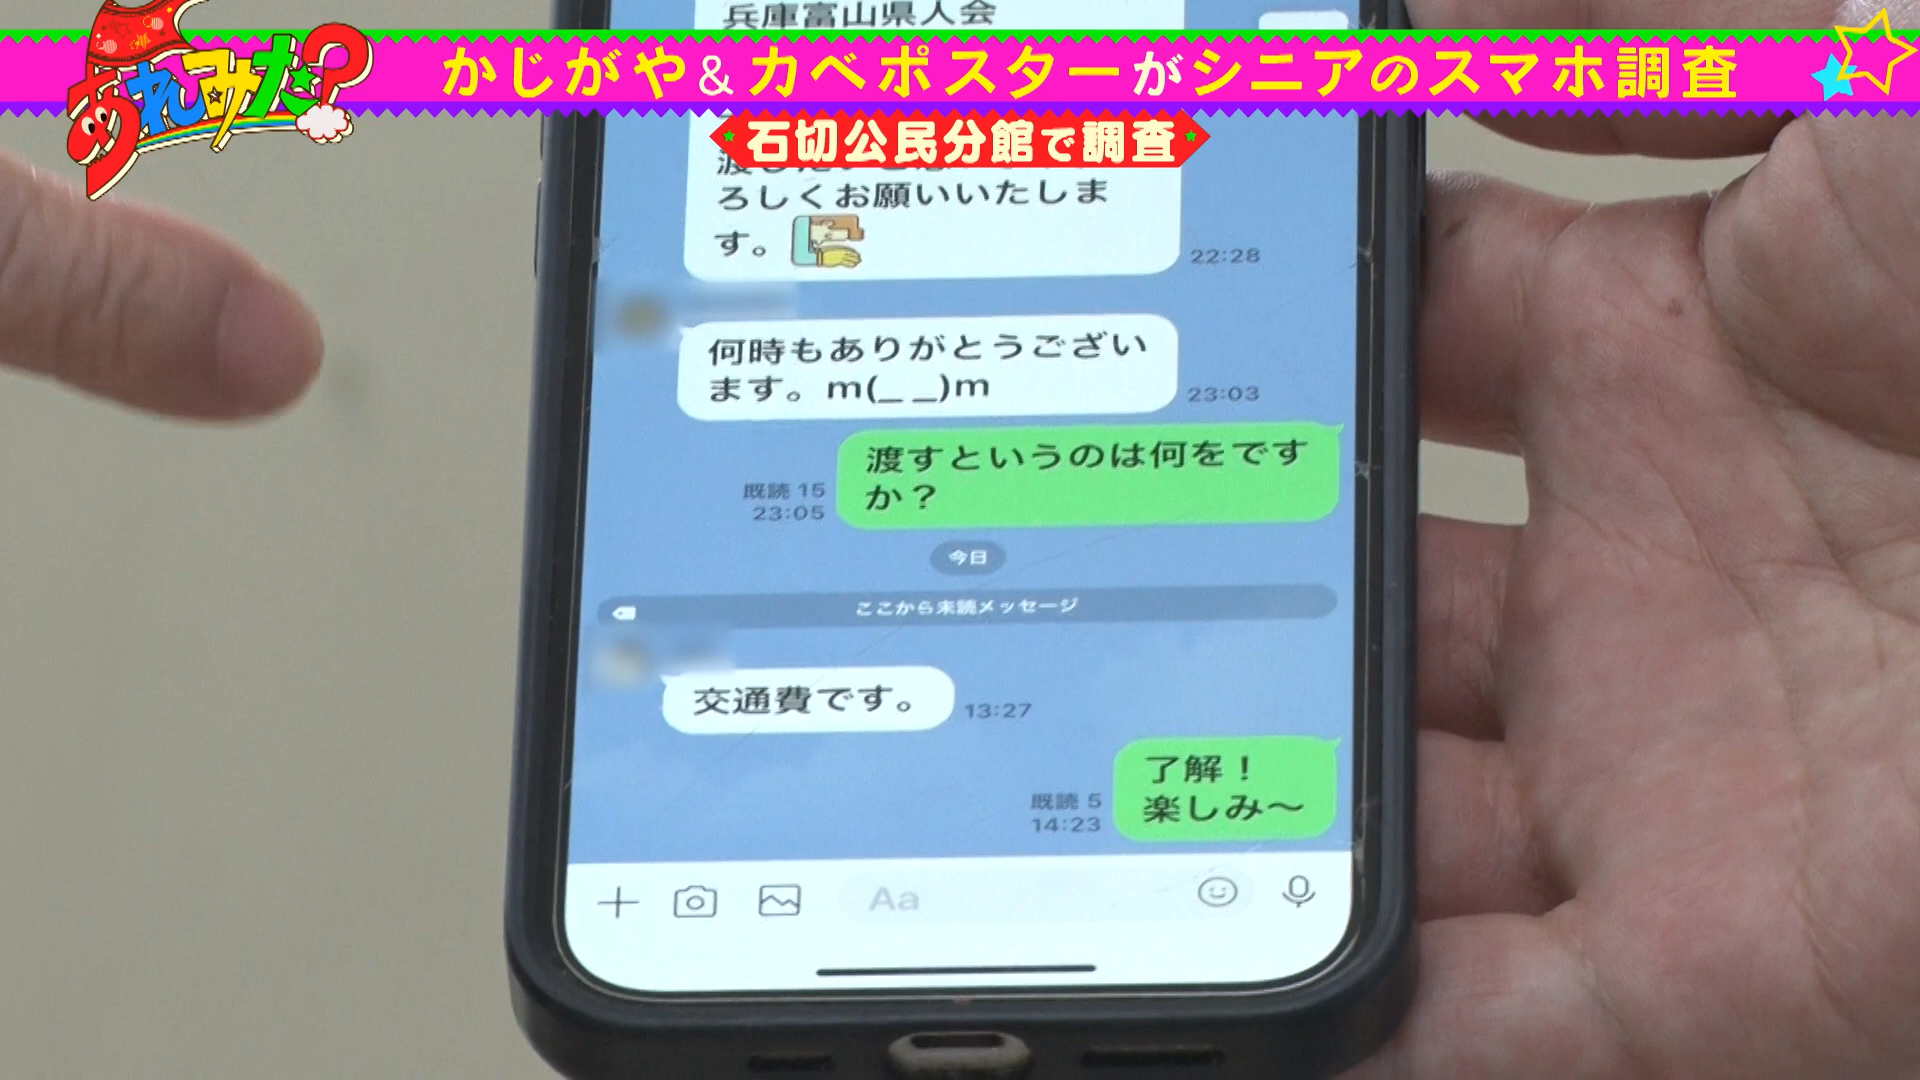 兵庫富山県人会
あれみた?
かじがや&カベポスターがシニアのスマホ調査
石切公民分館で調査
ろしくお願いいたしま
す。
22:28
何時もありがとうござい
ます。m(_ _)m
23:03
渡すというのは何をです
か?
既読 15
23:05
今日
ここから未読メッセージ
交通費です。
13:27
了解!
楽しみ〜
既読 5
14:23
Aa